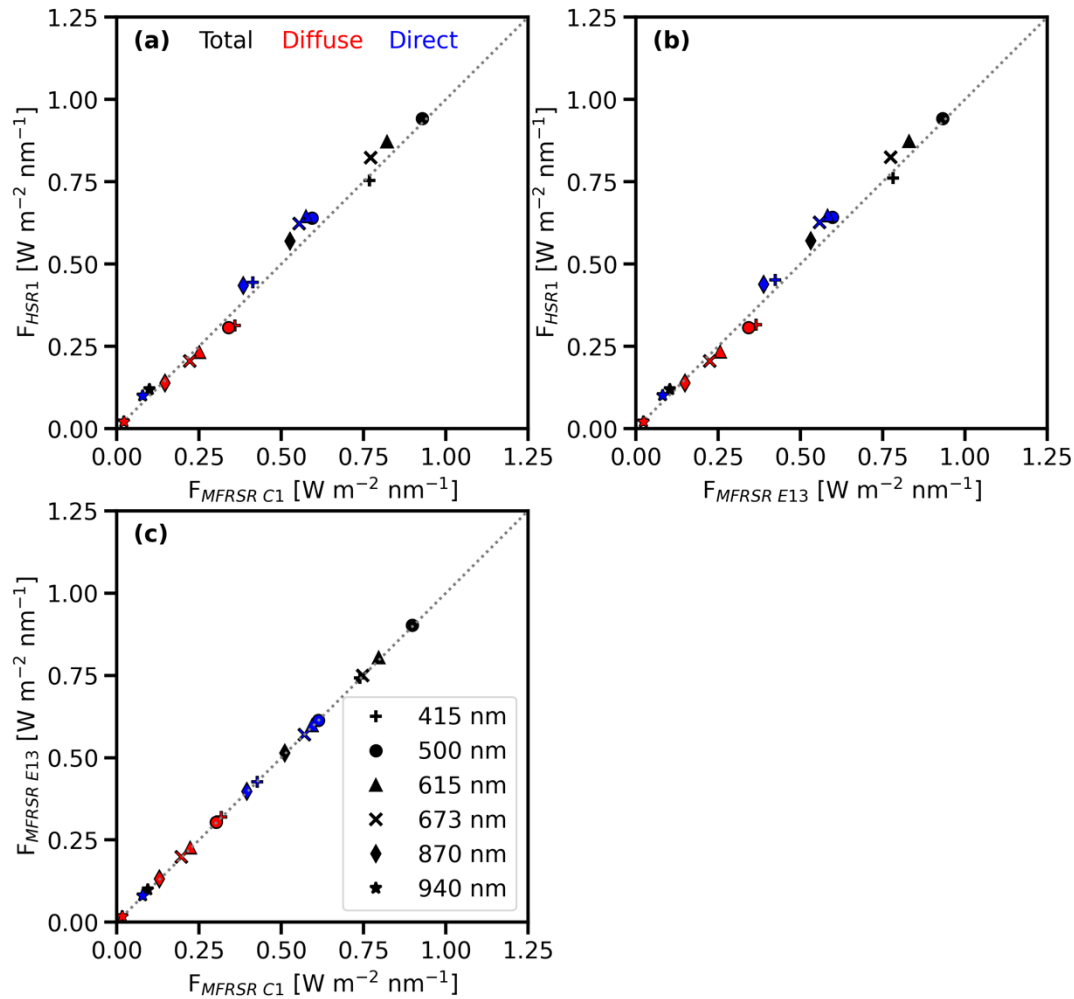 (a) Total Diffuse Direct
1.25
1.00
0.75
0.50
0.25
0.00
F_HSR1 [W m⁻² nm⁻¹]
0.00 0.25 0.50 0.75 1.00 1.25
F_MFRSR C1 [W m⁻² nm⁻¹]
(b)
1.25
1.00
0.75
0.50
0.25
0.00
F_HSR1 [W m⁻² nm⁻¹]
0.00 0.25 0.50 0.75 1.00 1.25
F_MFRSR E13 [W m⁻² nm⁻¹]
(c)
1.25
1.00
0.75
0.50
0.25
0.00
F_MFRSR E13 [W m⁻² nm⁻¹]
415 nm
500 nm
615 nm
673 nm
870 nm
940 nm
0.00 0.25 0.50 0.75 1.00 1.25
F_MFRSR C1 [W m⁻² nm⁻¹]